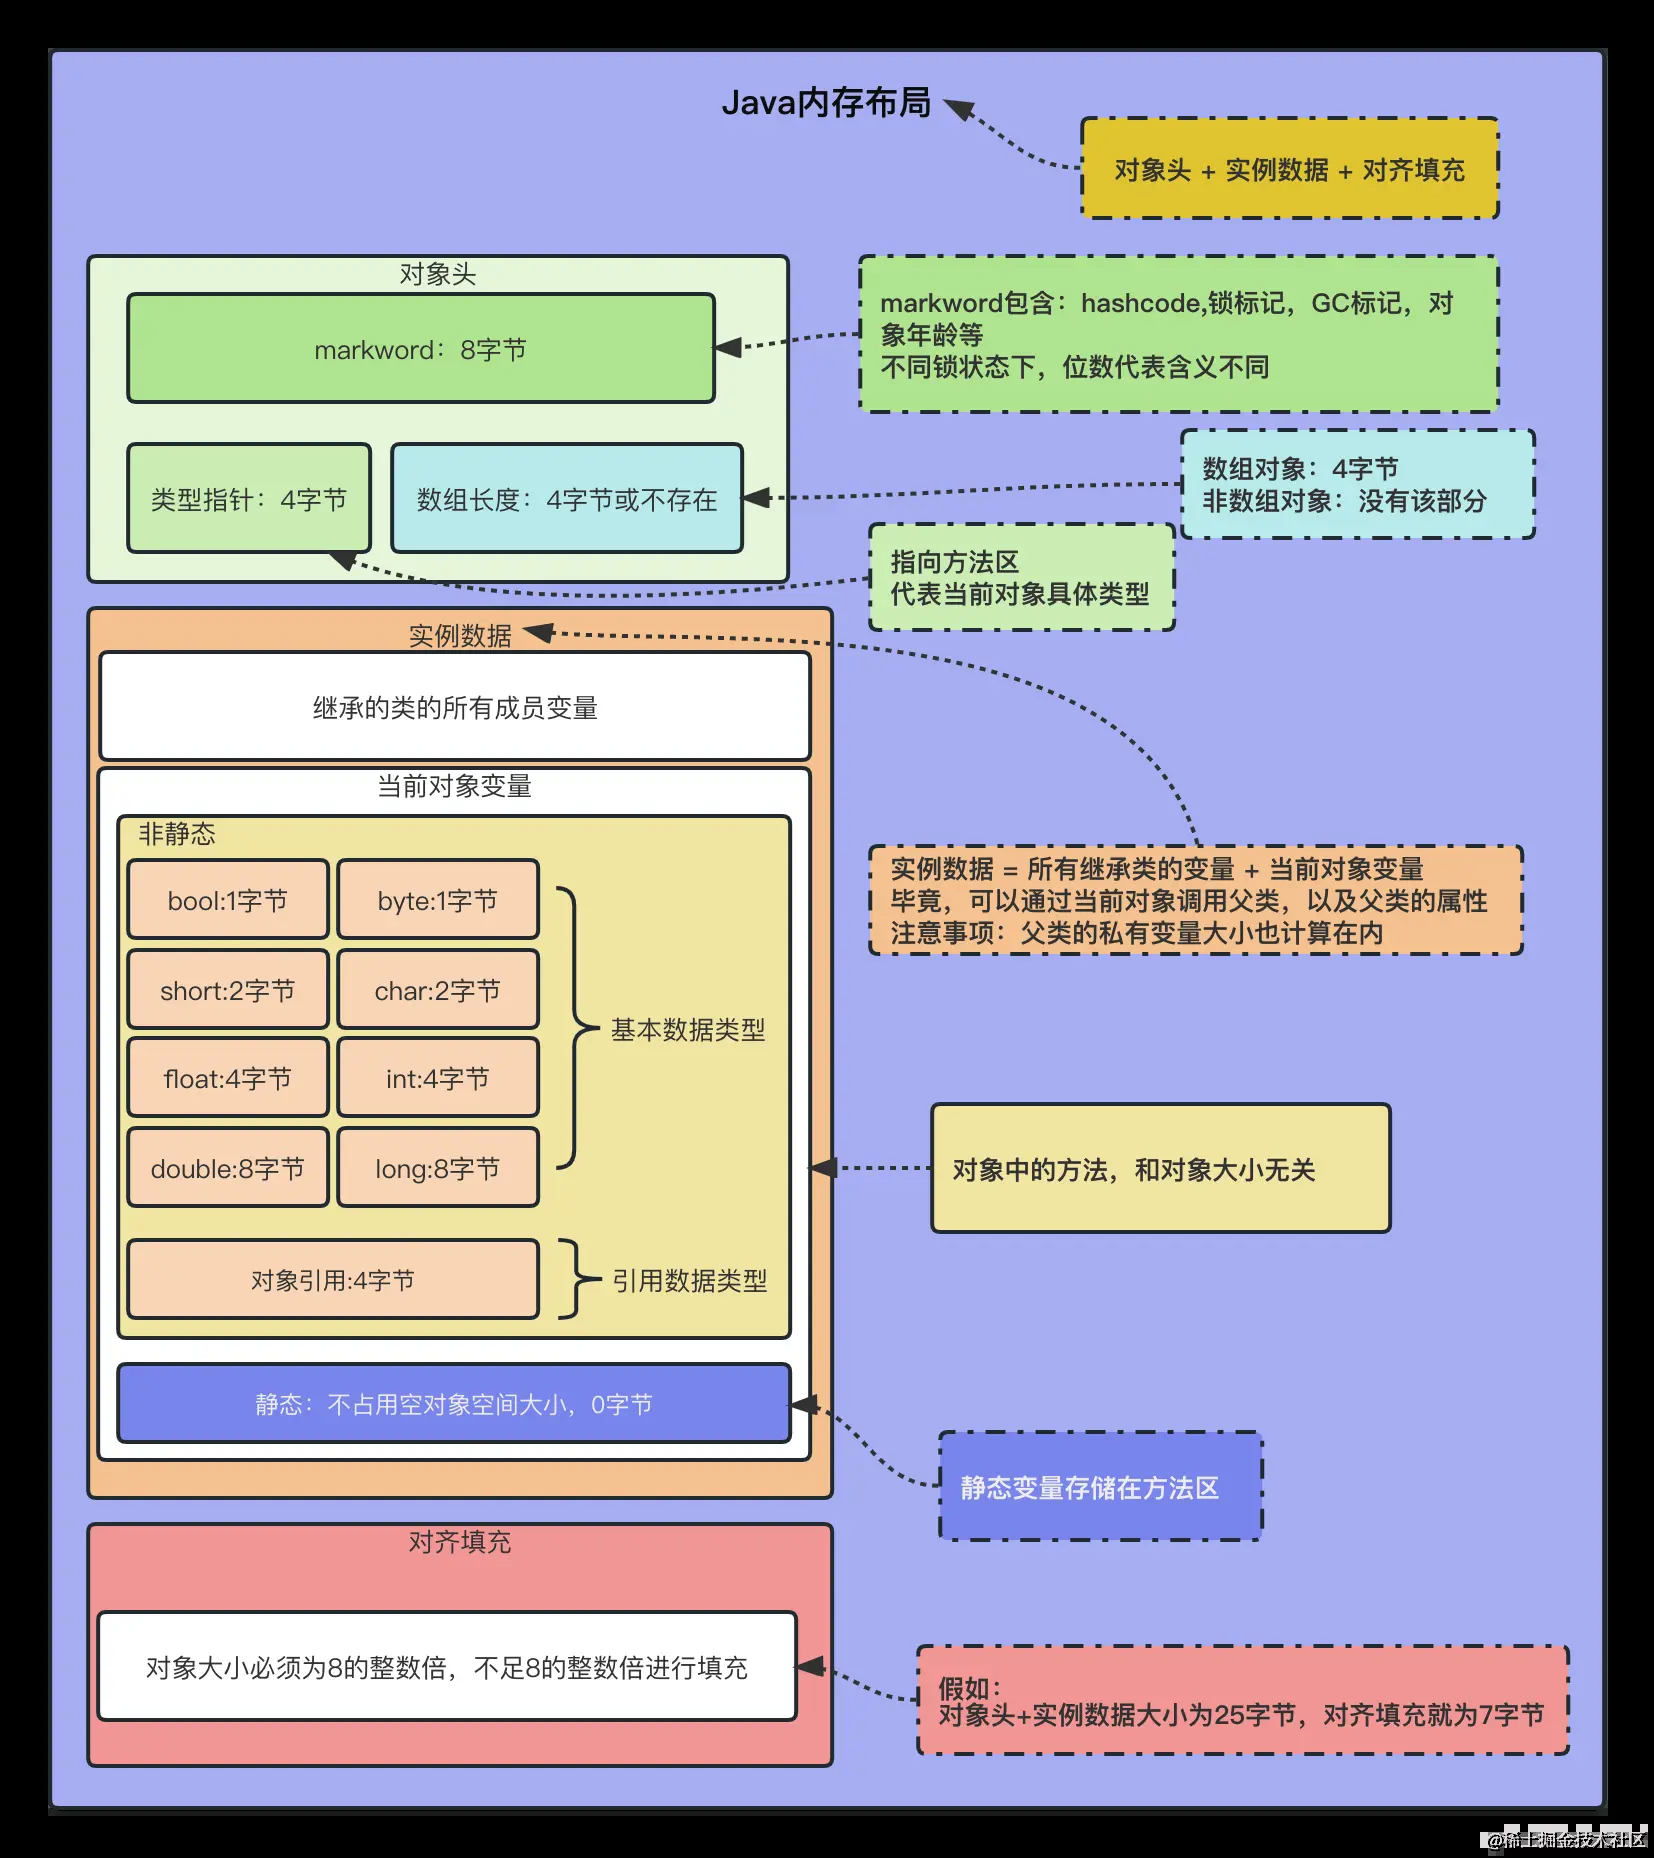 Java内存布局
对象头 + 实例数据 + 对齐填充
对象头
markword：8字节
markword包含：hashcode,锁标记，GC标记，对
象年龄等
不同锁状态下，位数代表含义不同
类型指针：4字节
数组长度：4字节或不存在
数组对象：4字节
非数组对象：没有该部分
指向方法区
代表当前对象具体类型
实例数据
继承的类的所有成员变量
当前对象变量
非静态
bool:1字节
byte:1字节
short:2字节
char:2字节
float:4字节
int:4字节
double:8字节
long:8字节
基本数据类型
对象引用:4字节
引用数据类型
实例数据 = 所有继承类的变量 + 当前对象变量
毕竟，可以通过当前对象调用父类，以及父类的属性
注意事项：父类的私有变量大小也计算在内
对象中的方法，和对象大小无关
静态：不占用空对象空间大小，0字节
静态变量存储在方法区
对齐填充
对象大小必须为8的整数倍，不足8的整数倍进行填充
假如：
对象头+实例数据大小为25字节，对齐填充就为7字节
@稀土掘金技术社区